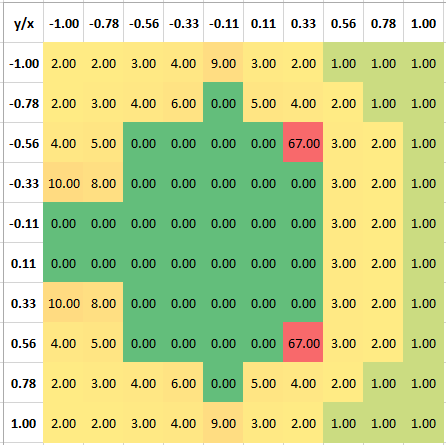 y/x -1.00 -0.78 -0.56 -0.33 -0.11 0.11 0.33 0.56 0.78 1.00
-1.00 2.00 2.00 3.00 4.00 9.00 3.00 2.00 1.00 1.00 1.00
-0.78 2.00 3.00 4.00 6.00 0.00 5.00 4.00 2.00 1.00 1.00
-0.56 4.00 5.00 0.00 0.00 0.00 0.00 67.00 3.00 2.00 1.00
-0.33 10.00 8.00 0.00 0.00 0.00 0.00 0.00 3.00 2.00 1.00
-0.11 0.00 0.00 0.00 0.00 0.00 0.00 0.00 3.00 2.00 1.00
0.11 0.00 0.00 0.00 0.00 0.00 0.00 0.00 3.00 2.00 1.00
0.33 10.00 8.00 0.00 0.00 0.00 0.00 0.00 3.00 2.00 1.00
0.56 4.00 5.00 0.00 0.00 0.00 0.00 67.00 3.00 2.00 1.00
0.78 2.00 3.00 4.00 6.00 0.00 5.00 4.00 2.00 1.00 1.00
1.00 2.00 2.00 3.00 4.00 9.00 3.00 2.00 1.00 1.00 1.00